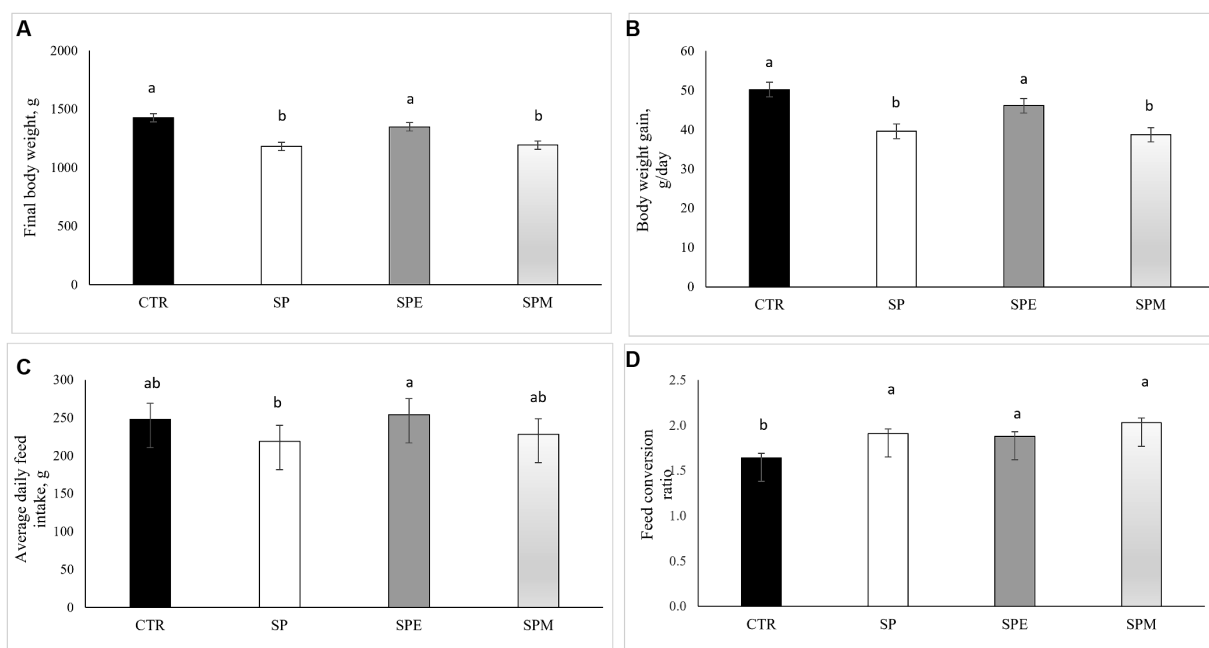 A
Final body weight, g
2000
1500
1000
500
0
a
b
a
b
CTR
SP
SPE
SPM
B
Body weight gain,
g/day
60
50
40
30
20
10
0
a
b
a
b
CTR
SP
SPE
SPM
C
Average daily feed
intake, g
300
250
200
150
100
50
0
ab
b
a
ab
CTR
SP
SPE
SPM
D
Feed conversion
ratio
2.5
2.0
1.5
1.0
0.5
0.0
b
a
a
a
CTR
SP
SPE
SPM